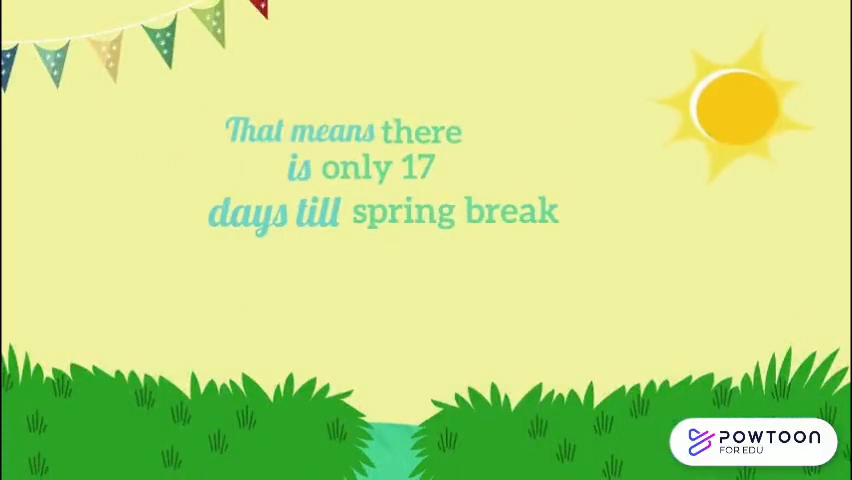 That means there
is only 17
days till spring break
POWTOON
FOR EDU